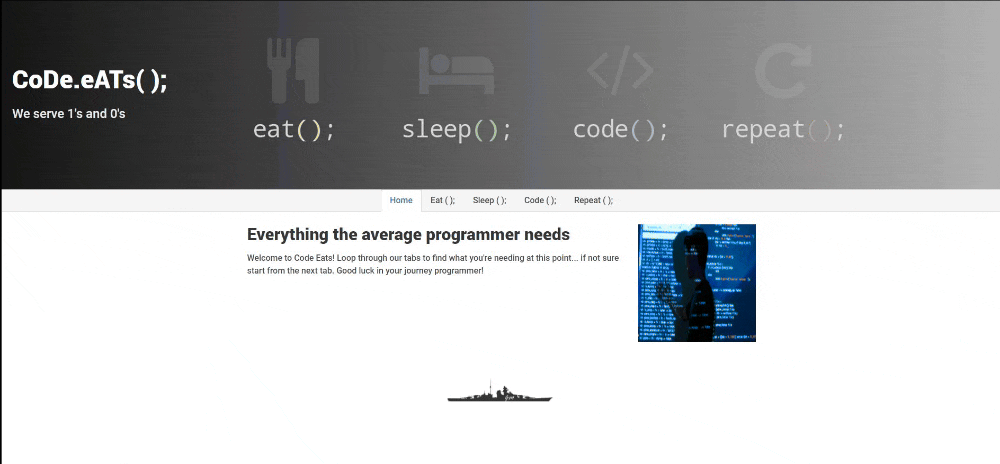 CoDe.eATs( );
We serve 1's and 0's
eat(); sleep(); code(); repeat();
Home Eat ( ); Sleep ( ); Code ( ); Repeat ( );
Everything the average programmer needs
Welcome to Code Eats! Loop through our tabs to find what you're needing at this point... if not sure
start from the next tab. Good luck in your journey programmer!